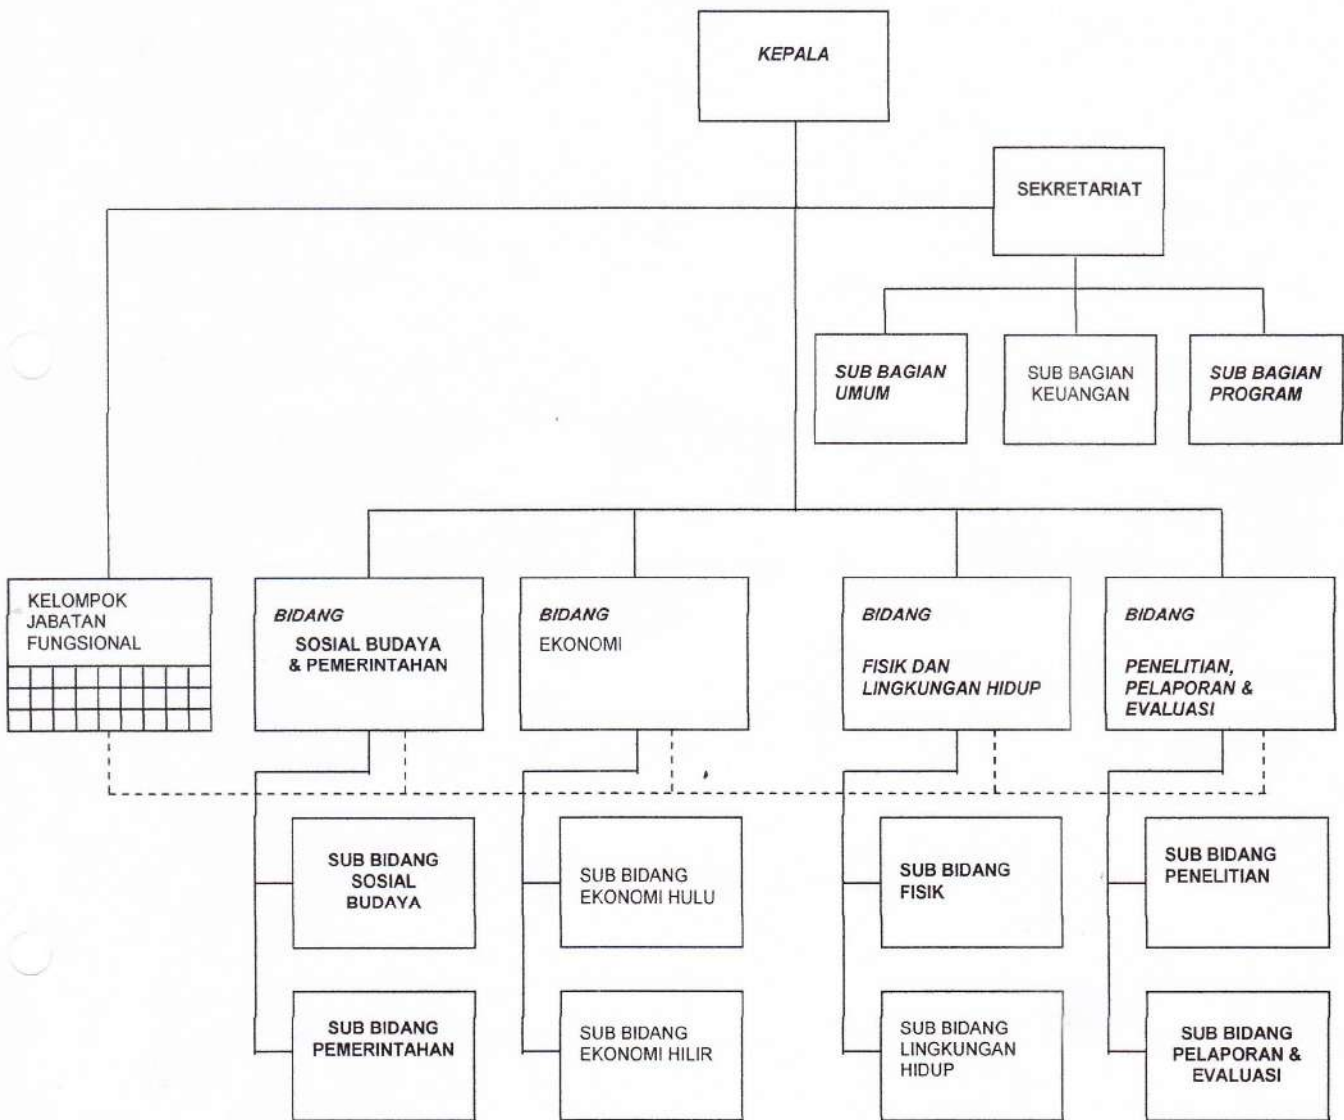 KEPALA
SEKRETARIAT
SUB BAGIAN
UMUM
SUB BAGIAN
KEUANGAN
SUB BAGIAN
PROGRAM
KELOMPOK
JABATAN
FUNGSIONAL
BIDANG
SOSIAL BUDAYA
& PEMERINTAHAN
BIDANG
EKONOMI
BIDANG
FISIK DAN
LINGKUNGAN HIDUP
BIDANG
PENELITIAN,
PELAPORAN &
EVALUASI
SUB BIDANG
SOSIAL
BUDAYA
SUB BIDANG
EKONOMI HULU
SUB BIDANG
FISIK
SUB BIDANG
PENELITIAN
SUB BIDANG
PEMERINTAHAN
SUB BIDANG
EKONOMI HILIR
SUB BIDANG
LINGKUNGAN
HIDUP
SUB BIDANG
PELAPORAN &
EVALUASI